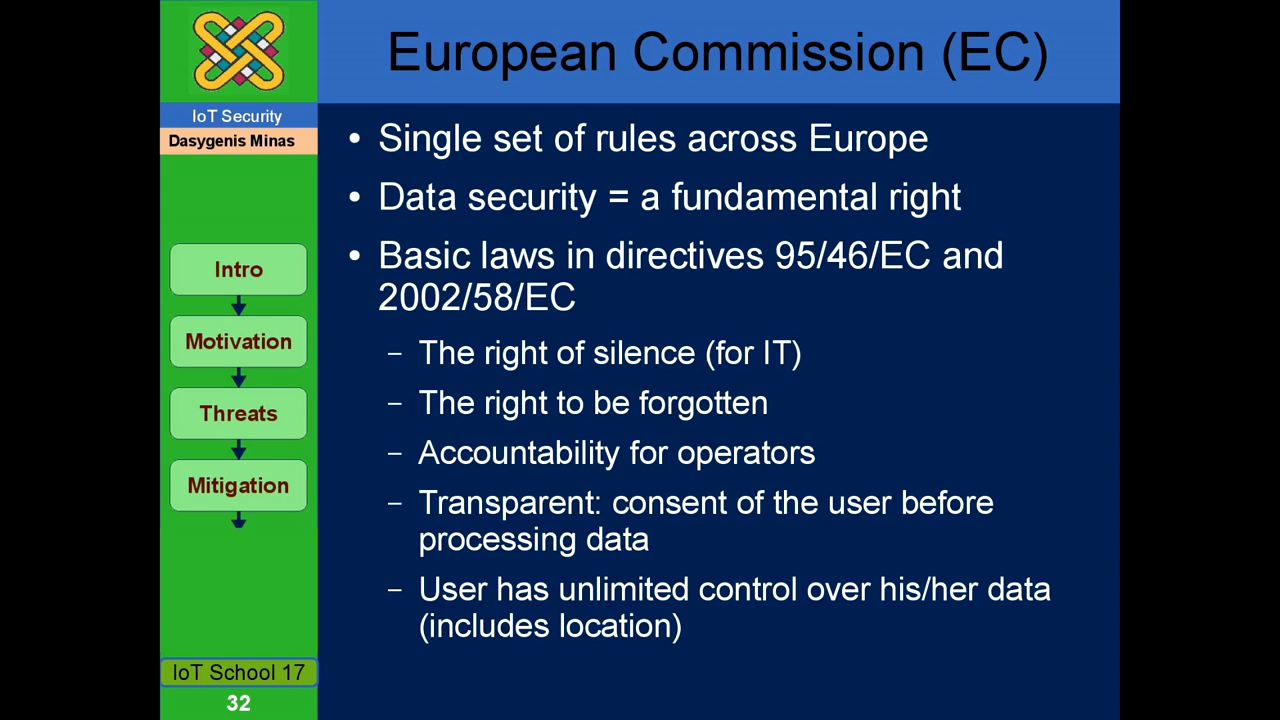 European Commission (EC)
IoT Security
Dasygenis Minas
Intro
Motivation
Threats
Mitigation
IoT School 17
32
• Single set of rules across Europe
• Data security = a fundamental right
• Basic laws in directives 95/46/EC and
2002/58/EC
– The right of silence (for IT)
– The right to be forgotten
– Accountability for operators
– Transparent: consent of the user before
processing data
– User has unlimited control over his/her data
(includes location)